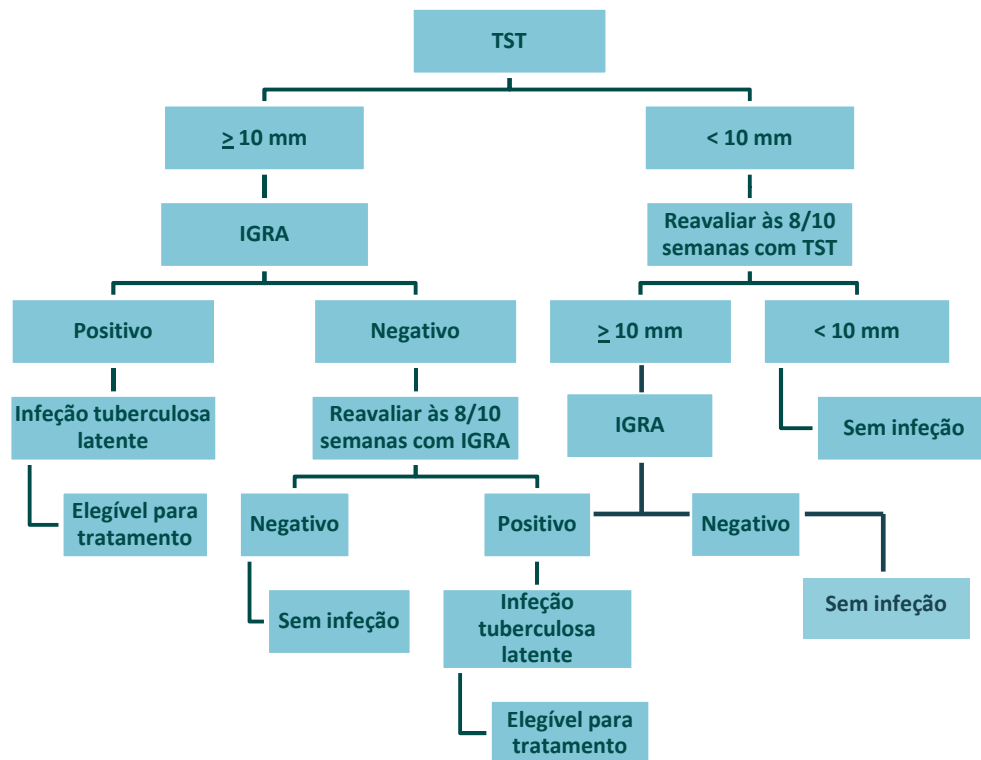 TST
≥ 10 mm
< 10 mm
IGRA
Reavaliar às 8/10
semanas com TST
Positivo
Negativo
≥ 10 mm
< 10 mm
Infeção tuberculosa
latente
Reavaliar às 8/10
semanas com IGRA
IGRA
Sem infeção
Elegível para
tratamento
Negativo
Positivo
Negativo
Sem infeção
Infeção
tuberculosa
latente
Sem infeção
Elegível para
tratamento